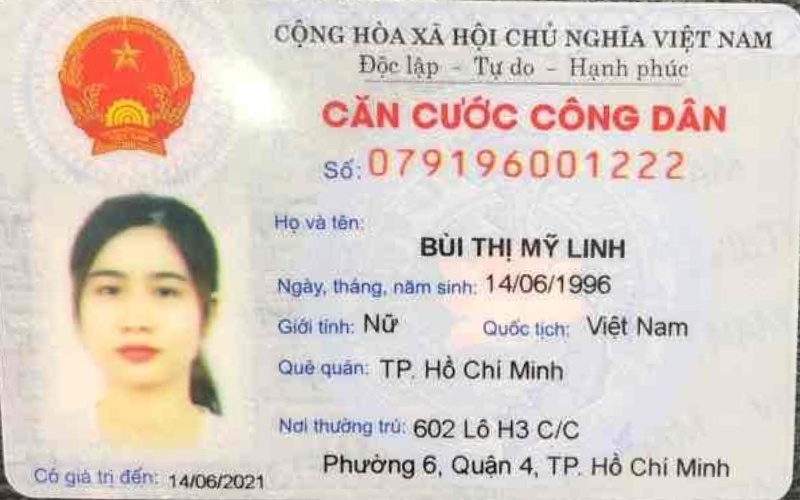 CỘNG HÒA XÃ HỘI CHỦ NGHĨA VIỆT NAM
Độc lập - Tự do - Hạnh phúc
CĂN CƯỚC CÔNG DÂN
Số: 079196001222
Họ và tên:
BÙI THỊ MỸ LINH
Ngày, tháng, năm sinh: 14/06/1996
Giới tính: Nữ Quốc tịch: Việt Nam
Quê quán: TP. Hồ Chí Minh
Nơi thường trú: 602 Lô H3 C/C
Phường 6, Quận 4, TP. Hồ Chí Minh
Có giá trị đến: 14/06/2021